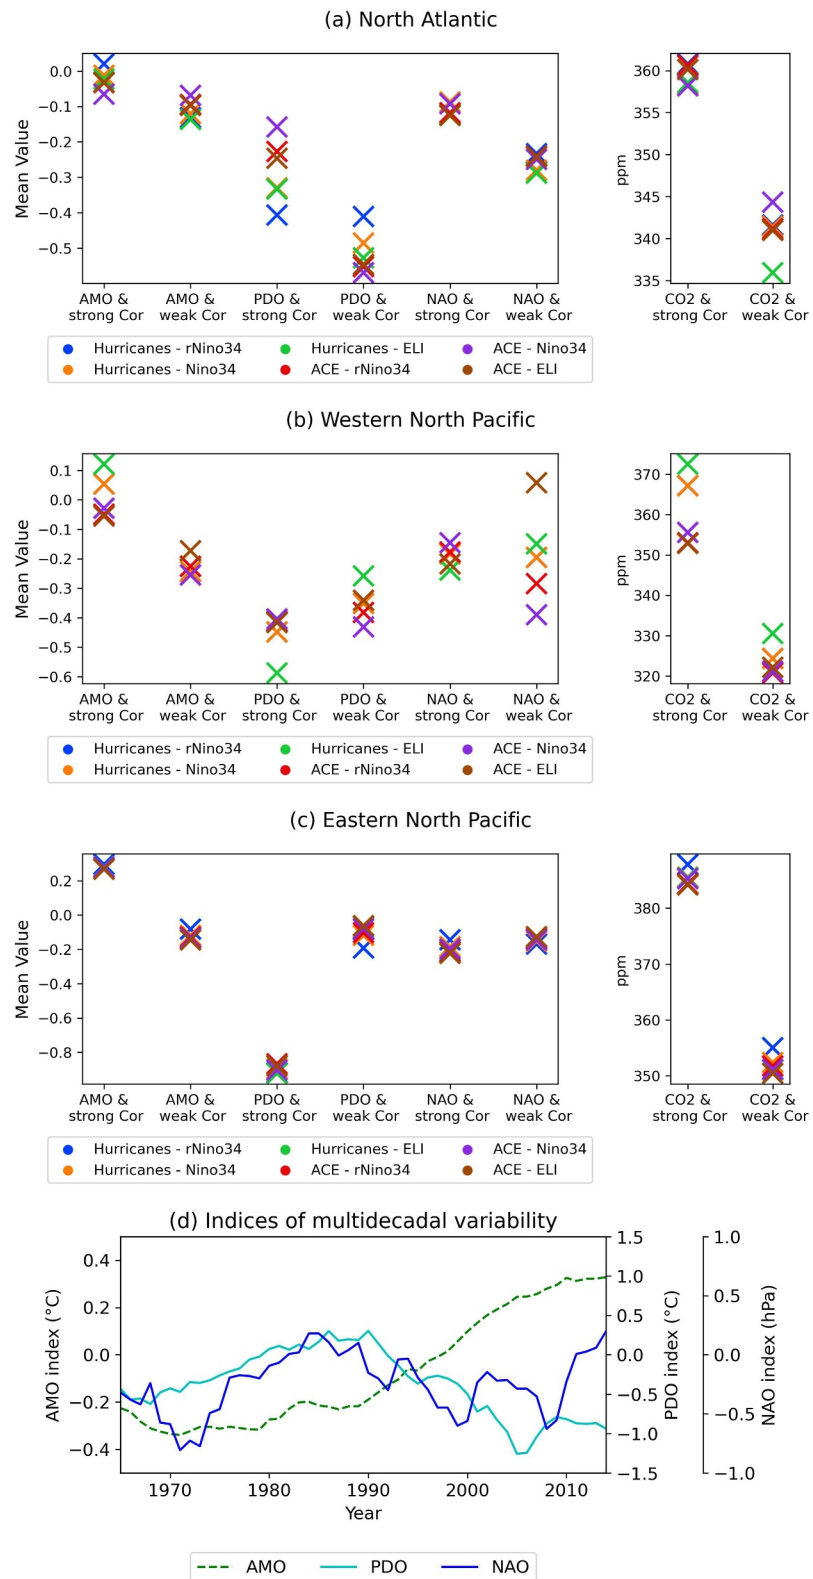 (a) North Atlantic
0.0
−0.1
−0.2
−0.3
−0.4
−0.5
Mean Value
AMO & strong Cor
AMO & weak Cor
PDO & strong Cor
PDO & weak Cor
NAO & strong Cor
NAO & weak Cor
360
355
350
345
340
335
ppm
CO2 & strong Cor
CO2 & weak Cor
Hurricanes - rNino34
Hurricanes - ELI
ACE - Nino34
Hurricanes - Nino34
ACE - rNino34
ACE - ELI
(b) Western North Pacific
0.1
0.0
−0.1
−0.2
−0.3
−0.4
−0.5
−0.6
Mean Value
AMO & strong Cor
AMO & weak Cor
PDO & strong Cor
PDO & weak Cor
NAO & strong Cor
NAO & weak Cor
370
360
350
340
330
320
ppm
CO2 & strong Cor
CO2 & weak Cor
Hurricanes - rNino34
Hurricanes - ELI
ACE - Nino34
Hurricanes - Nino34
ACE - rNino34
ACE - ELI
(c) Eastern North Pacific
0.2
0.0
−0.2
−0.4
−0.6
−0.8
Mean Value
AMO & strong Cor
AMO & weak Cor
PDO & strong Cor
PDO & weak Cor
NAO & strong Cor
NAO & weak Cor
380
370
360
350
ppm
CO2 & strong Cor
CO2 & weak Cor
Hurricanes - rNino34
Hurricanes - ELI
ACE - Nino34
Hurricanes - Nino34
ACE - rNino34
ACE - ELI
(d) Indices of multidecadal variability
0.4
0.2
0.0
−0.2
−0.4
AMO index (°C)
1.5
1.0
0.5
0.0
−0.5
−1.0
−1.5
PDO index (°C)
1.0
0.5
0.0
−0.5
−1.0
NAO index (hPa)
1970
1980
1990
2000
2010
Year
AMO
PDO
NAO